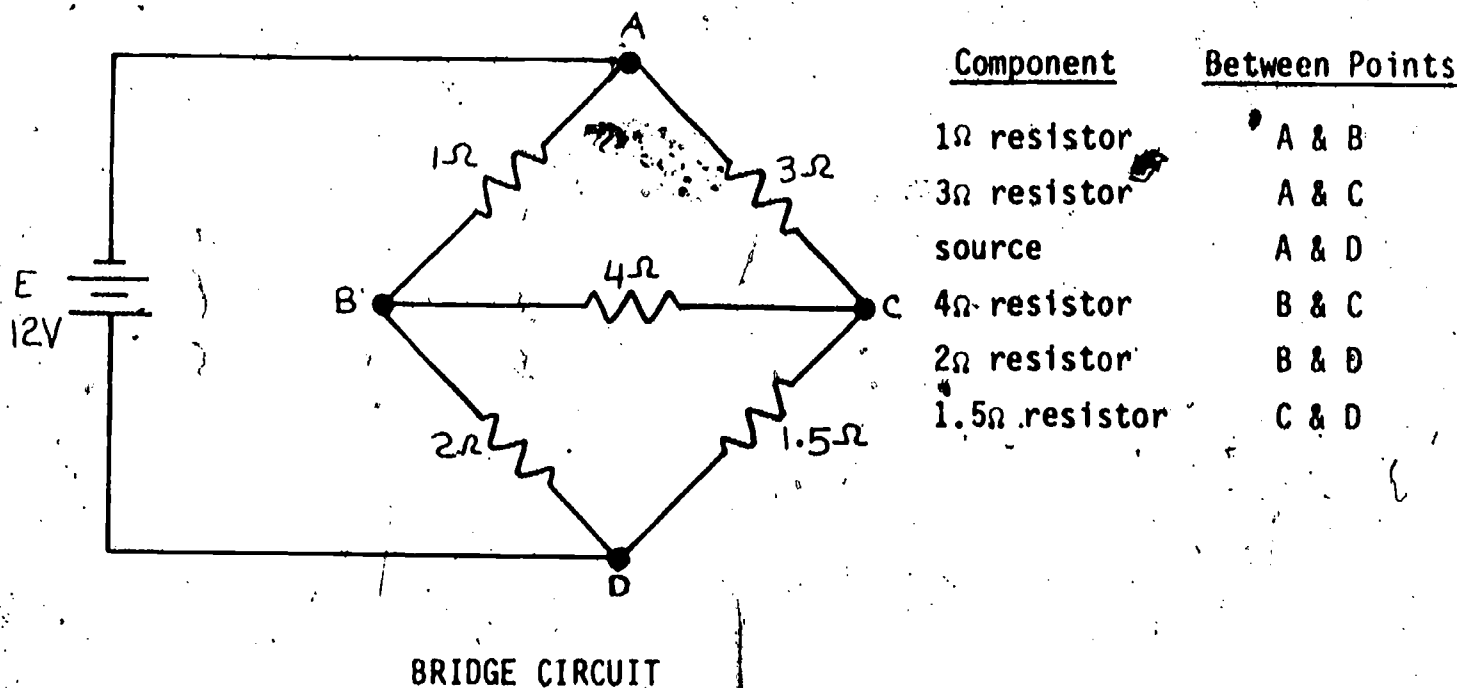 A
1Ω
3Ω
E
12V
B
4Ω
C
2Ω
1.5Ω
D
BRIDGE CIRCUIT
Component Between Points
1Ω resistor A & B
3Ω resistor A & C
source A & D
4Ω resistor B & C
2Ω resistor B & D
1.5Ω resistor C & D